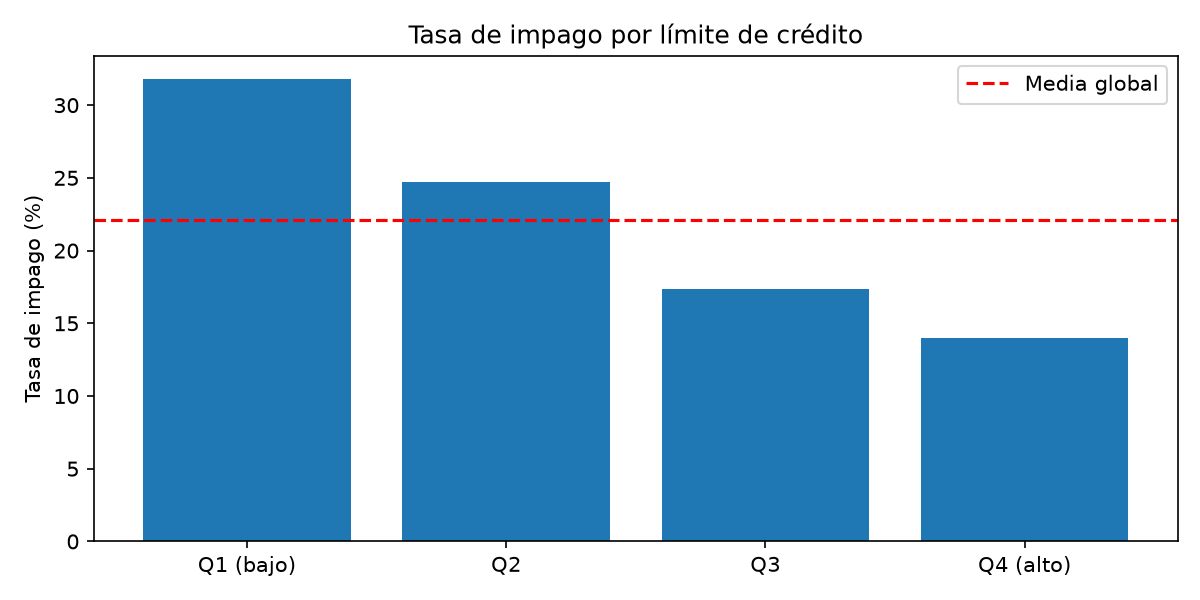 Tasa de impago por límite de crédito
Media global
Tasa de impago (%)
30
25
20
15
10
5
0
Q1 (bajo)
Q2
Q3
Q4 (alto)